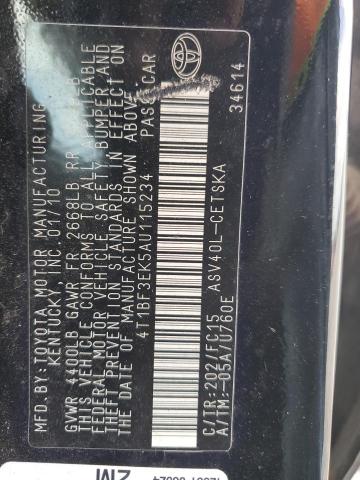 MFD.BY: TOYOTA MOTOR MANUFACTURING
KENTUCKY, INC. 01/10
GVWR 4400LB GAWR FR 2668LB RR LB
THIS VEHICLE CONFORMS TO ALL APPLICABLE
FEDERAL MOTOR VEHICLE SAFETY, BUMPER, AND
THEFT PREVENTION STANDARDS IN EFFECT ON
THE DATE OF MANUFACTURE SHOWN ABOVE.
4T1BF3EK5AU115234 PASS CAR
C/TR:202/FC15 ASV40L-CETSKA
A/TM:-05A/U760E
34614